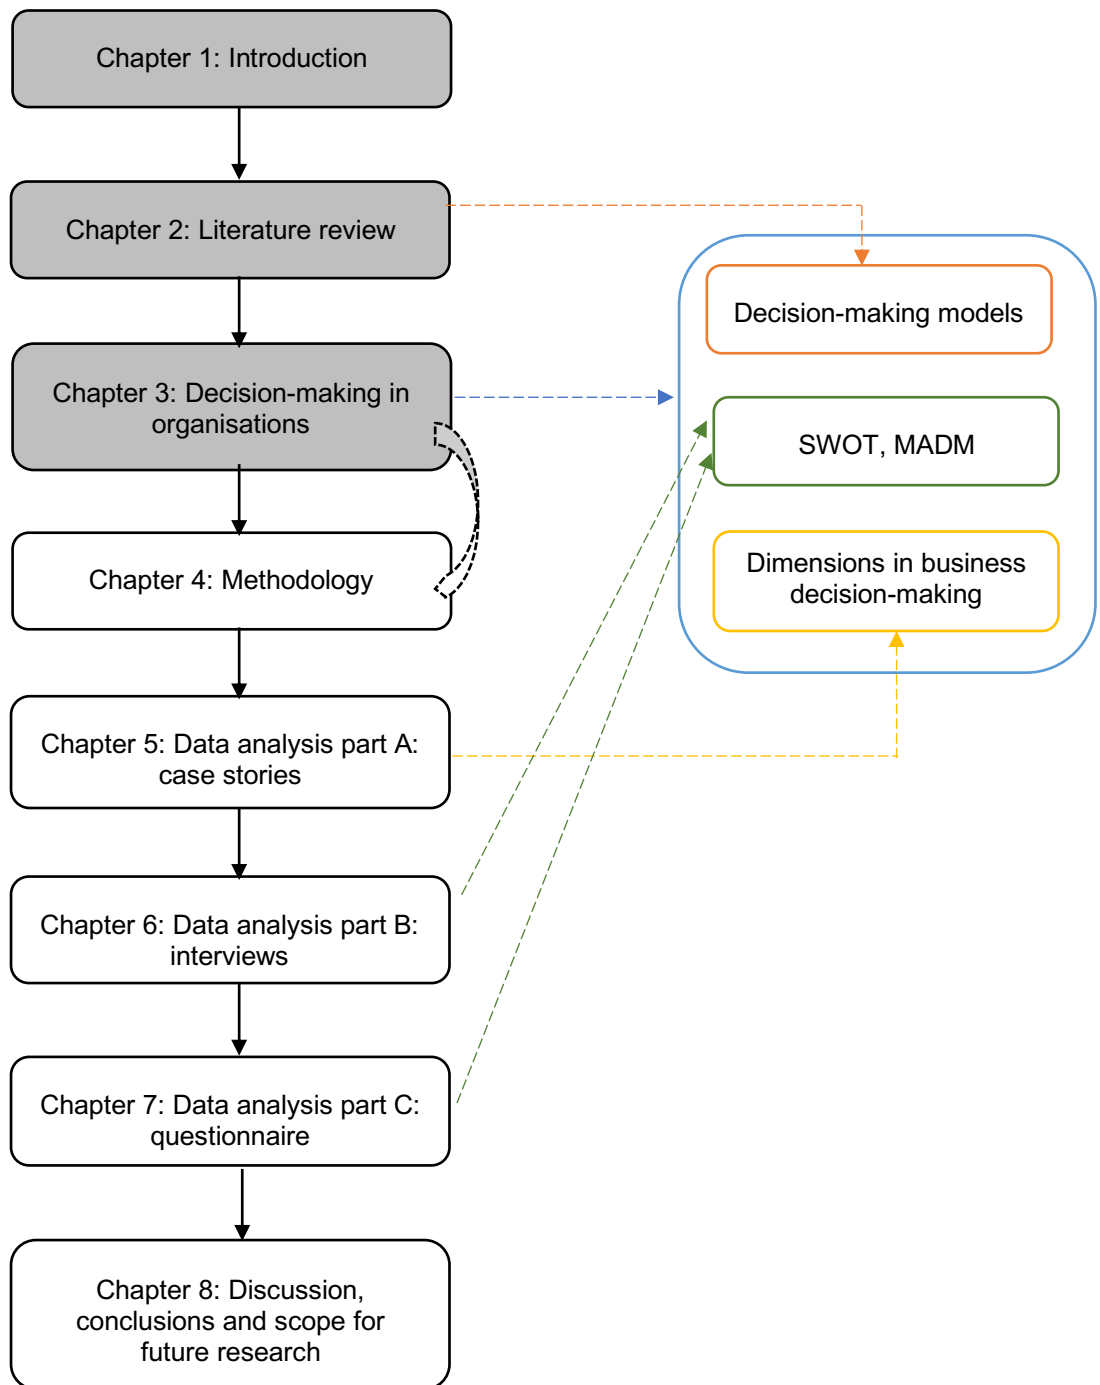 Chapter 1: Introduction
Chapter 2: Literature review
Decision-making models
Chapter 3: Decision-making in
organisations
SWOT, MADM
Chapter 4: Methodology
Dimensions in business
decision-making
Chapter 5: Data analysis part A:
case stories
Chapter 6: Data analysis part B:
interviews
Chapter 7: Data analysis part C:
questionnaire
Chapter 8: Discussion,
conclusions and scope for
future research